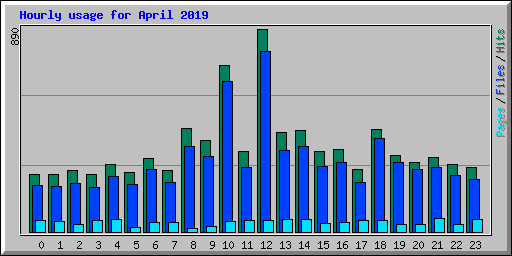 Hourly usage for April 2019
890
Pages/Files/Hits
0 1 2 3 4 5 6 7 8 9 10 11 12 13 14 15 16 17 18 19 20 21 22 23